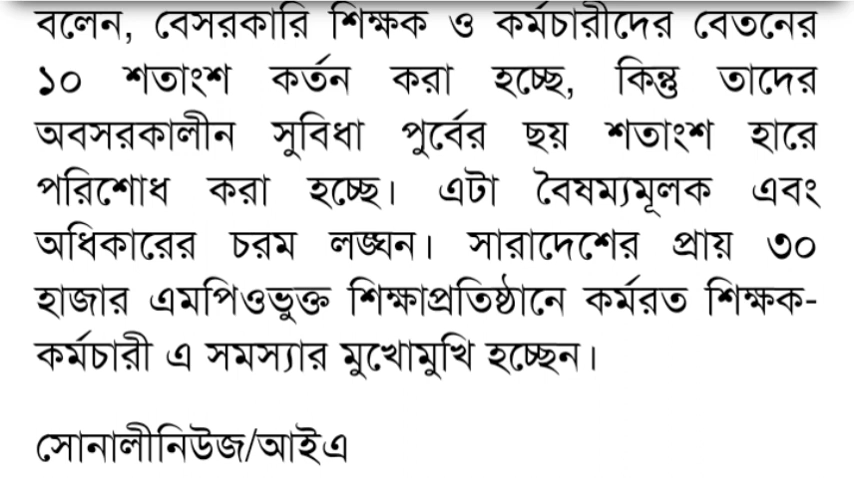 বলেন, বেসরকারি শিক্ষক ও কর্মচারীদের বেতনের
১০ শতাংশ কর্তন করা হচ্ছে, কিন্তু তাদের
অবসরকালীন সুবিধা পুর্বের ছয় শতাংশ হারে
পরিশোধ করা হচ্ছে। এটা বৈষম্যমূলক এবং
অধিকারের চরম লঙ্ঘন। সারাদেশের প্রায় ৩০
হাজার এমপিওভুক্ত শিক্ষাপ্রতিষ্ঠানে কর্মরত শিক্ষক-
কর্মচারী এ সমস্যার মুখোমুখি হচ্ছেন।
সোনালীনিউজ/আইএ